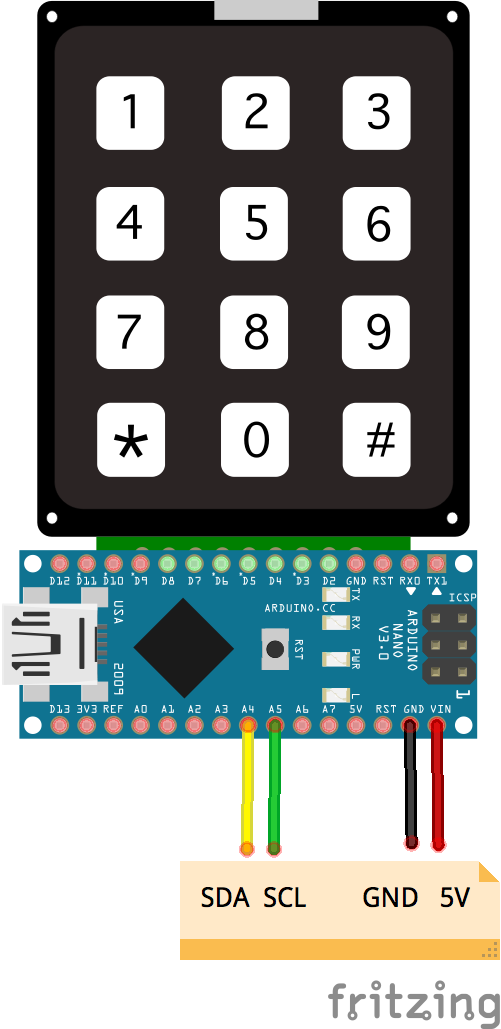 1 2 3
4 5 6
7 8 9
* 0 #
D12 D11 D10 D9 D8 D7 D6 D5 D4 D3 D2 GND RST RX0 TX1
USA
2009
ARDUINO.CC
RST
TX
RX
PWR
L
ARDUINO
NANO
V3.0
ICSP
1
D13 3V3 REF A0 A1 A2 A3 A4 A5 A6 A7 5V RST GND VIN
SDA SCL GND 5V
fritzing